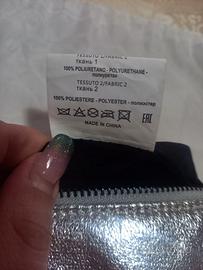 TESSUTO 1/FABRIC 1
ткань 1
100% POLIURETANO - POLYURETHANE -
полиуретан
TESSUTO 2/FABRIC 2
ткань 2
100% POLIESTERE - POLYESTER - полиэстер
EAC
MADE IN CHINA